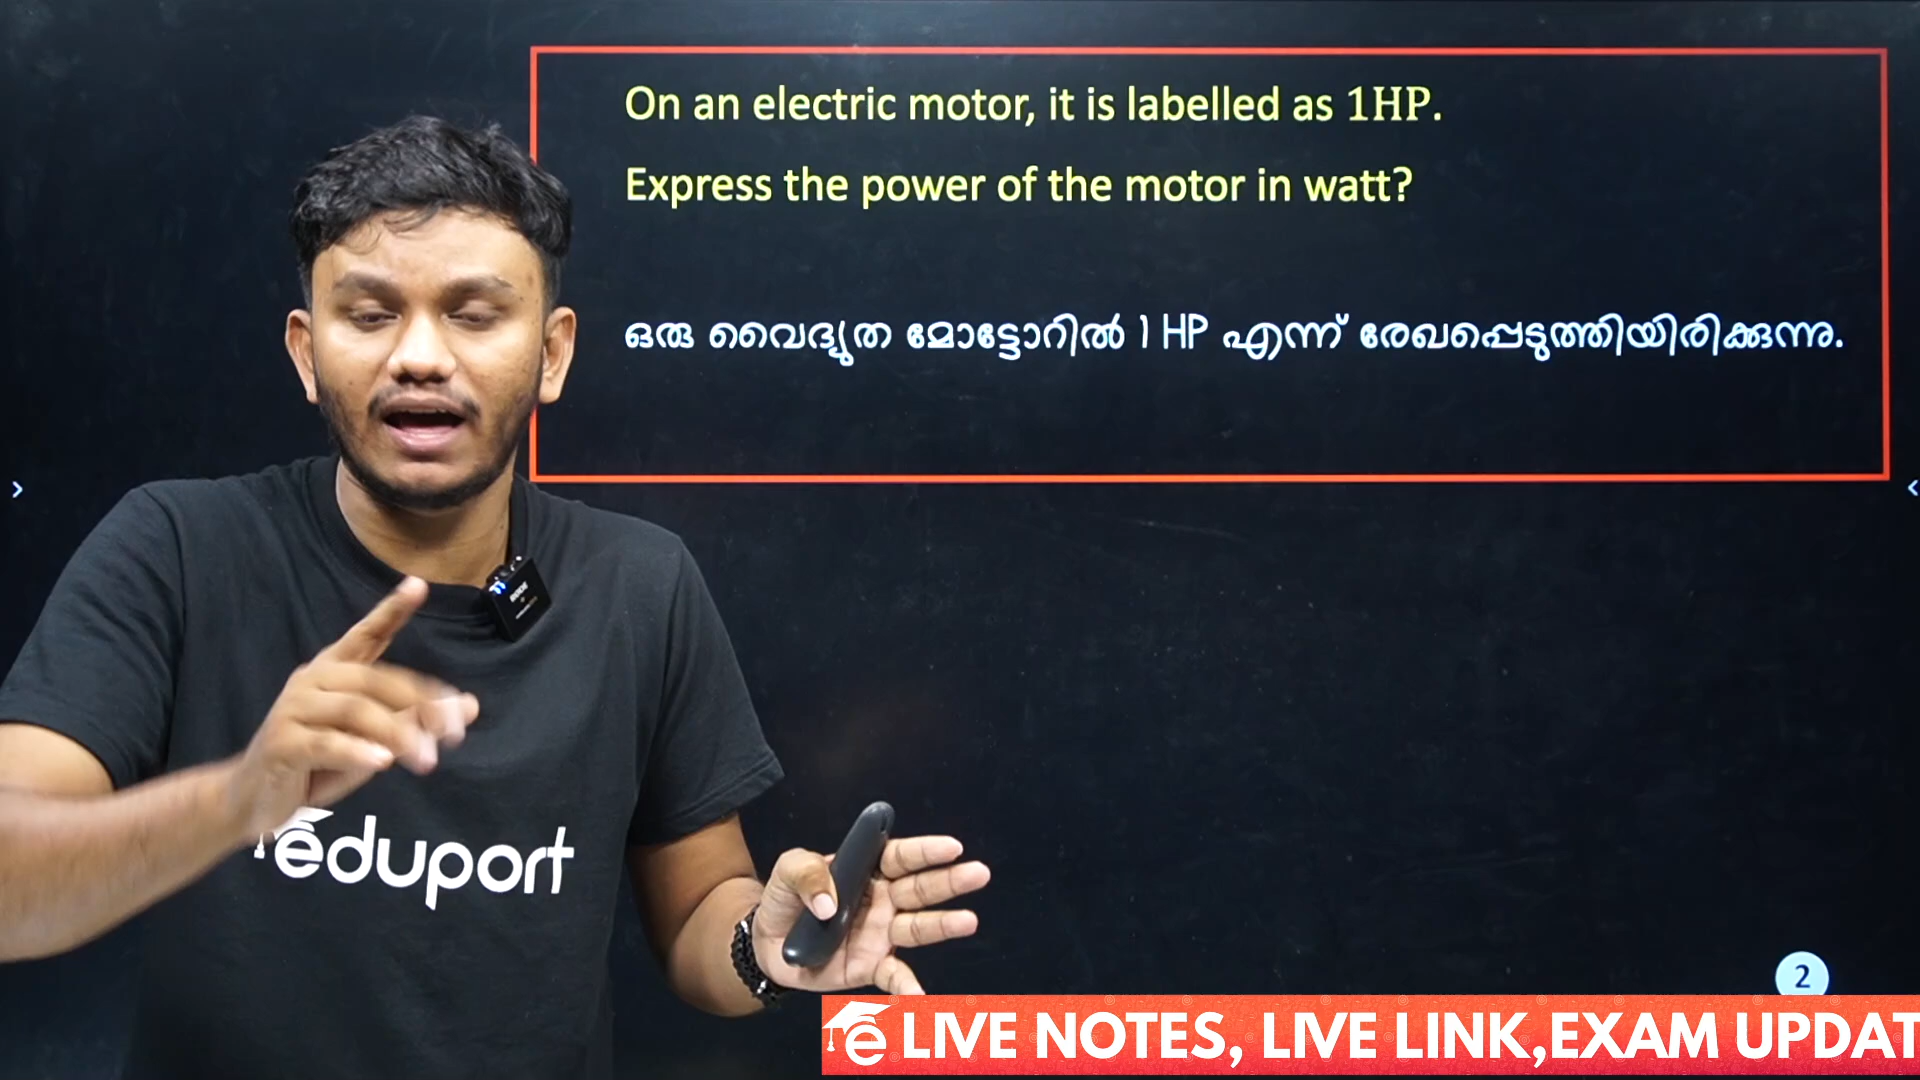 On an electric motor, it is labelled as 1HP.
Express the power of the motor in watt?
ഒരു വൈദ്യുത മോട്ടോറിൽ 1 HP എന്ന് രേഖപ്പെടുത്തിയിരിക്കുന്നു.
eduport
2
LIVE NOTES, LIVE LINK,EXAM UPDAT